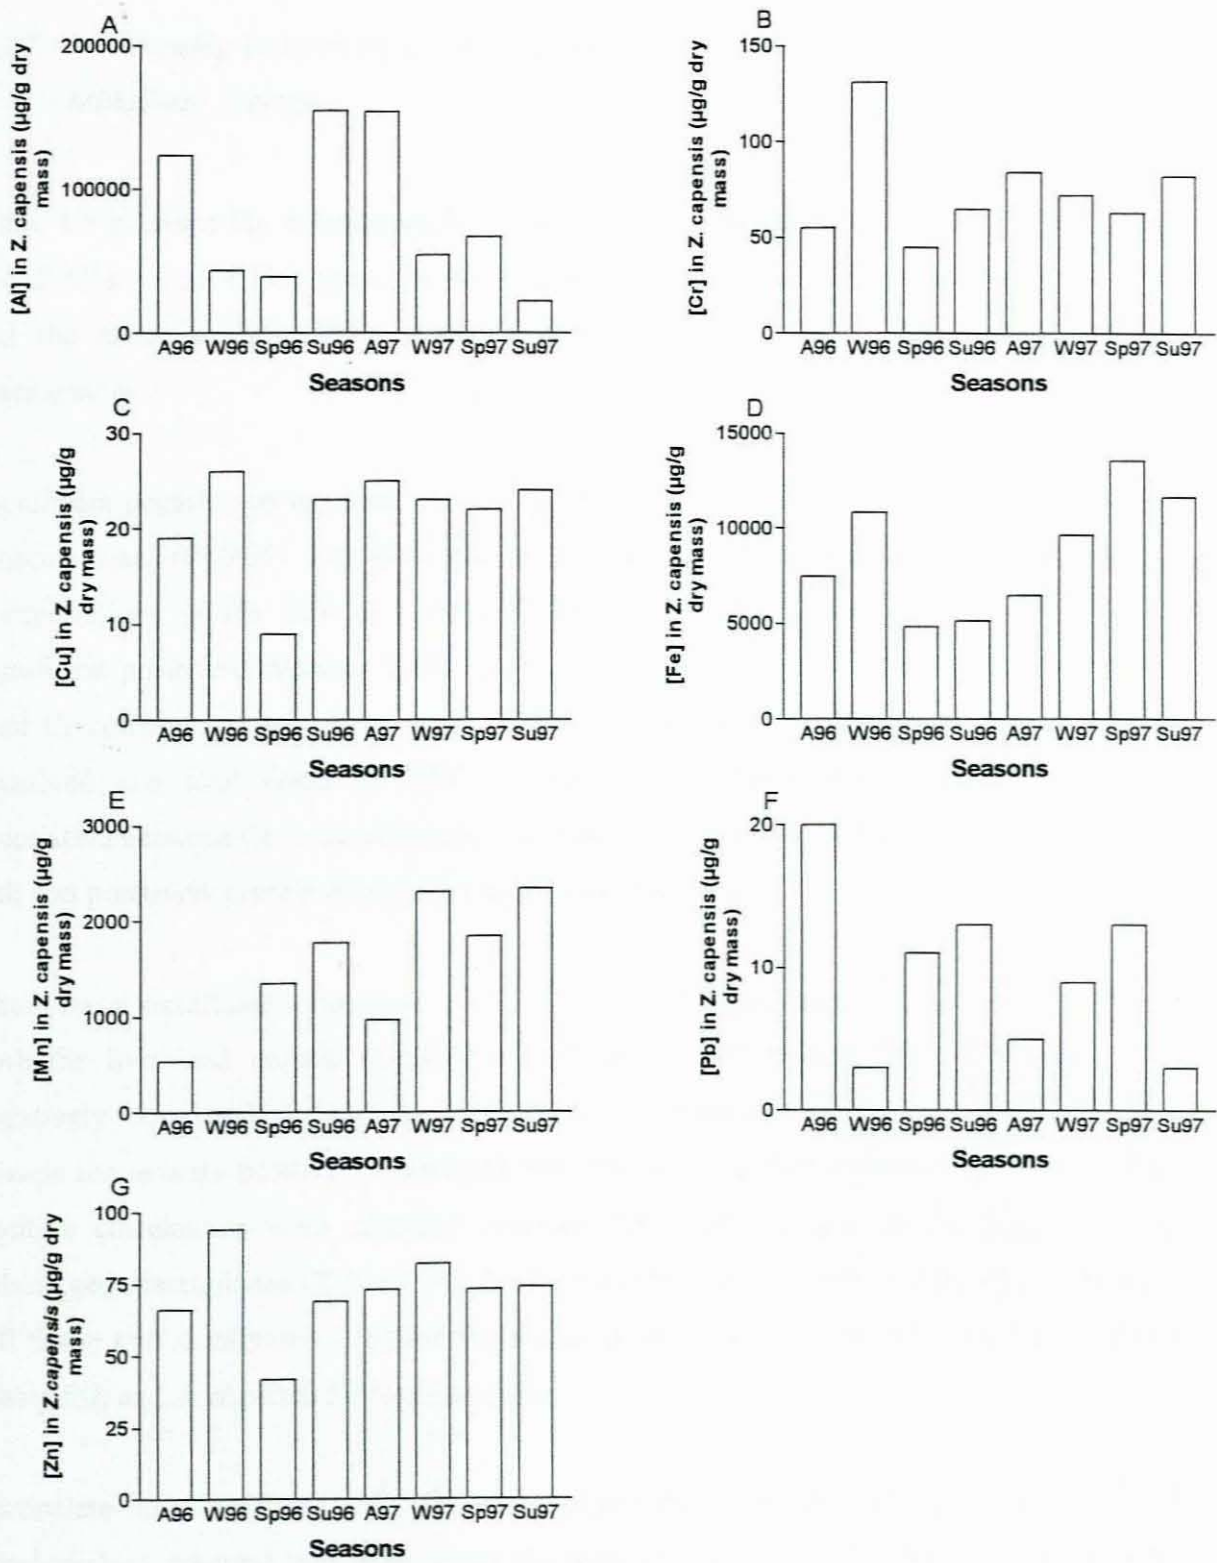 A
200000
100000
0
[Al] in Z. capensis (µg/g dry
mass)
A96 W96 Sp96 Su96 A97 W97 Sp97 Su97
Seasons
B
150
100
50
0
[Cr] in Z. capensis (µg/g dry
mass)
A96 W96 Sp96 Su96 A97 W97 Sp97 Su97
Seasons
C
30
20
10
0
[Cu] in Z. capensis (µg/g
dry mass)
A96 W96 Sp96 Su96 A97 W97 Sp97 Su97
Seasons
D
15000
10000
5000
0
[Fe] in Z. capensis (µg/g
dry mass)
A96 W96 Sp96 Su96 A97 W97 Sp97 Su97
Seasons
E
3000
2000
1000
0
[Mn] in Z. capensis (µg/g
dry mass)
A96 W96 Sp96 Su96 A97 W97 Sp97 Su97
Seasons
F
20
10
0
[Pb] in Z. capensis (µg/g
dry mass)
A96 W96 Sp96 Su96 A97 W97 Sp97 Su97
Seasons
G
100
75
50
25
0
[Zn] in Z.capensis (µg/g dry
mass)
A96 W96 Sp96 Su96 A97 W97 Sp97 Su97
Seasons